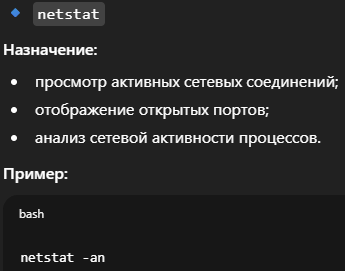 netstat
Назначение:
• просмотр активных сетевых соединений;
• отображение открытых портов;
• анализ сетевой активности процессов.
Пример:
bash
netstat -an